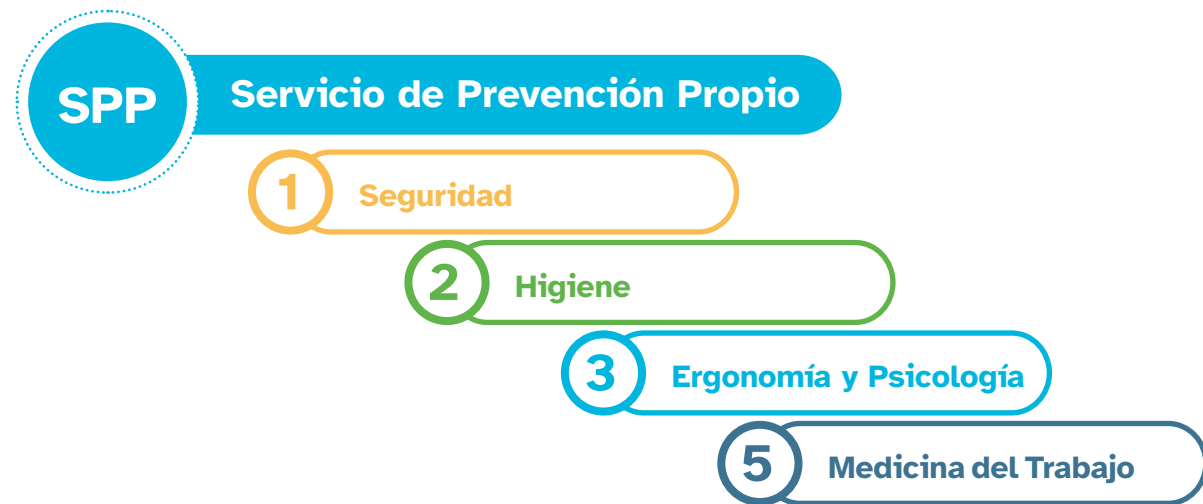 SPP
Servicio de Prevención Propio
1 Seguridad
2 Higiene
3 Ergonomía y Psicología
5 Medicina del Trabajo